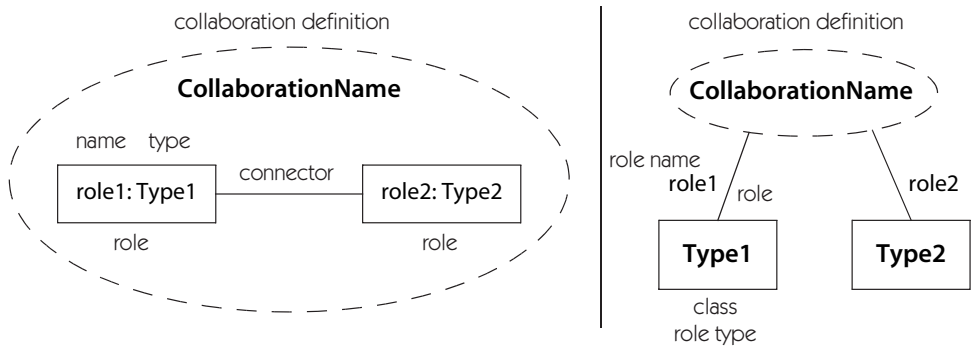 collaboration definition
CollaborationName
name type
connector
role1: Type1
role2: Type2
role
role
collaboration definition
CollaborationName
role name
role1
role
role2
Type1
Type2
class
role type